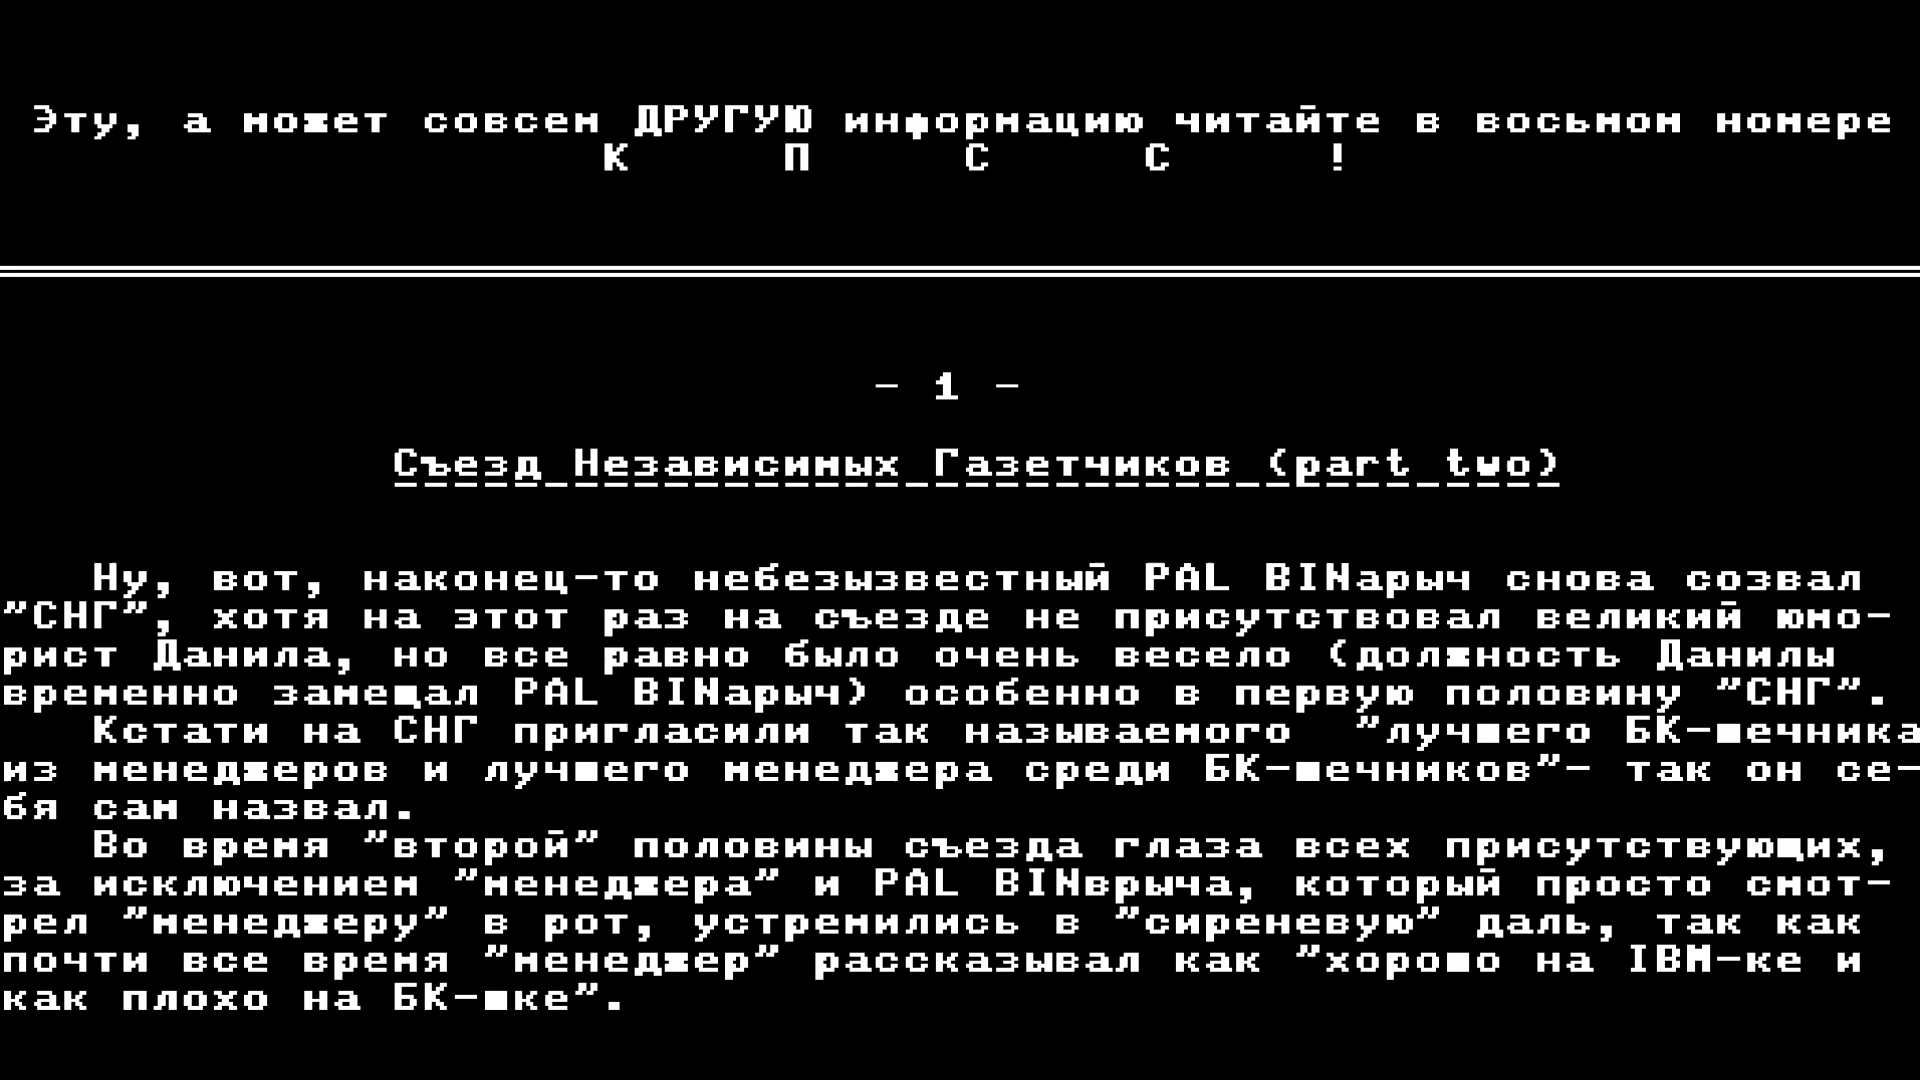 Эту, а может совсем ДРУГУЮ информацию читайте в восьмом номере
К П С С !
- 1 -
Съезд_Независимых_Газетчиков_(part_two)
Ну, вот, наконец-то небезызвестный PAL BINарыч снова созвал
"СНГ", хотя на этот раз на съезде не присутствовал великий юмо-
рист Данила, но все равно было очень весело (должность Данилы
временно замещал PAL BINарыч) особенно в первую половину "СНГ".
Кстати на СНГ пригласили так называемого "лучшего БК-шечника
из менеджеров и лучшего менеджера среди БК-шечников"- так он се-
бя сам назвал.
Во время "второй" половины съезда глаза всех присутствующих,
за исключением "менеджера" и PAL BINврыча, который просто смот-
рел "менеджеру" в рот, устремились в "сиреневую" даль, так как
почти все время "менеджер" рассказывал как "хорошо на IBM-ке и
как плохо на БК-шке".